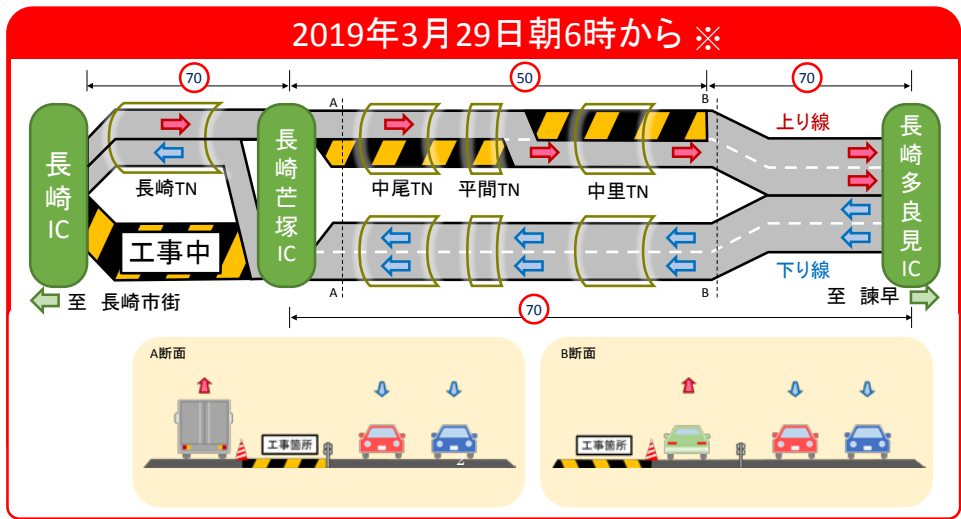 2019年3月29日朝6時から ※
70
50
70
A
B
上り線
長崎IC
長崎芒塚IC
長崎多良見IC
長崎TN
中尾TN
平間TN
中里TN
工事中
下り線
A
B
至 長崎市街
至 諫早
70
A断面
B断面
工事箇所
工事箇所
2